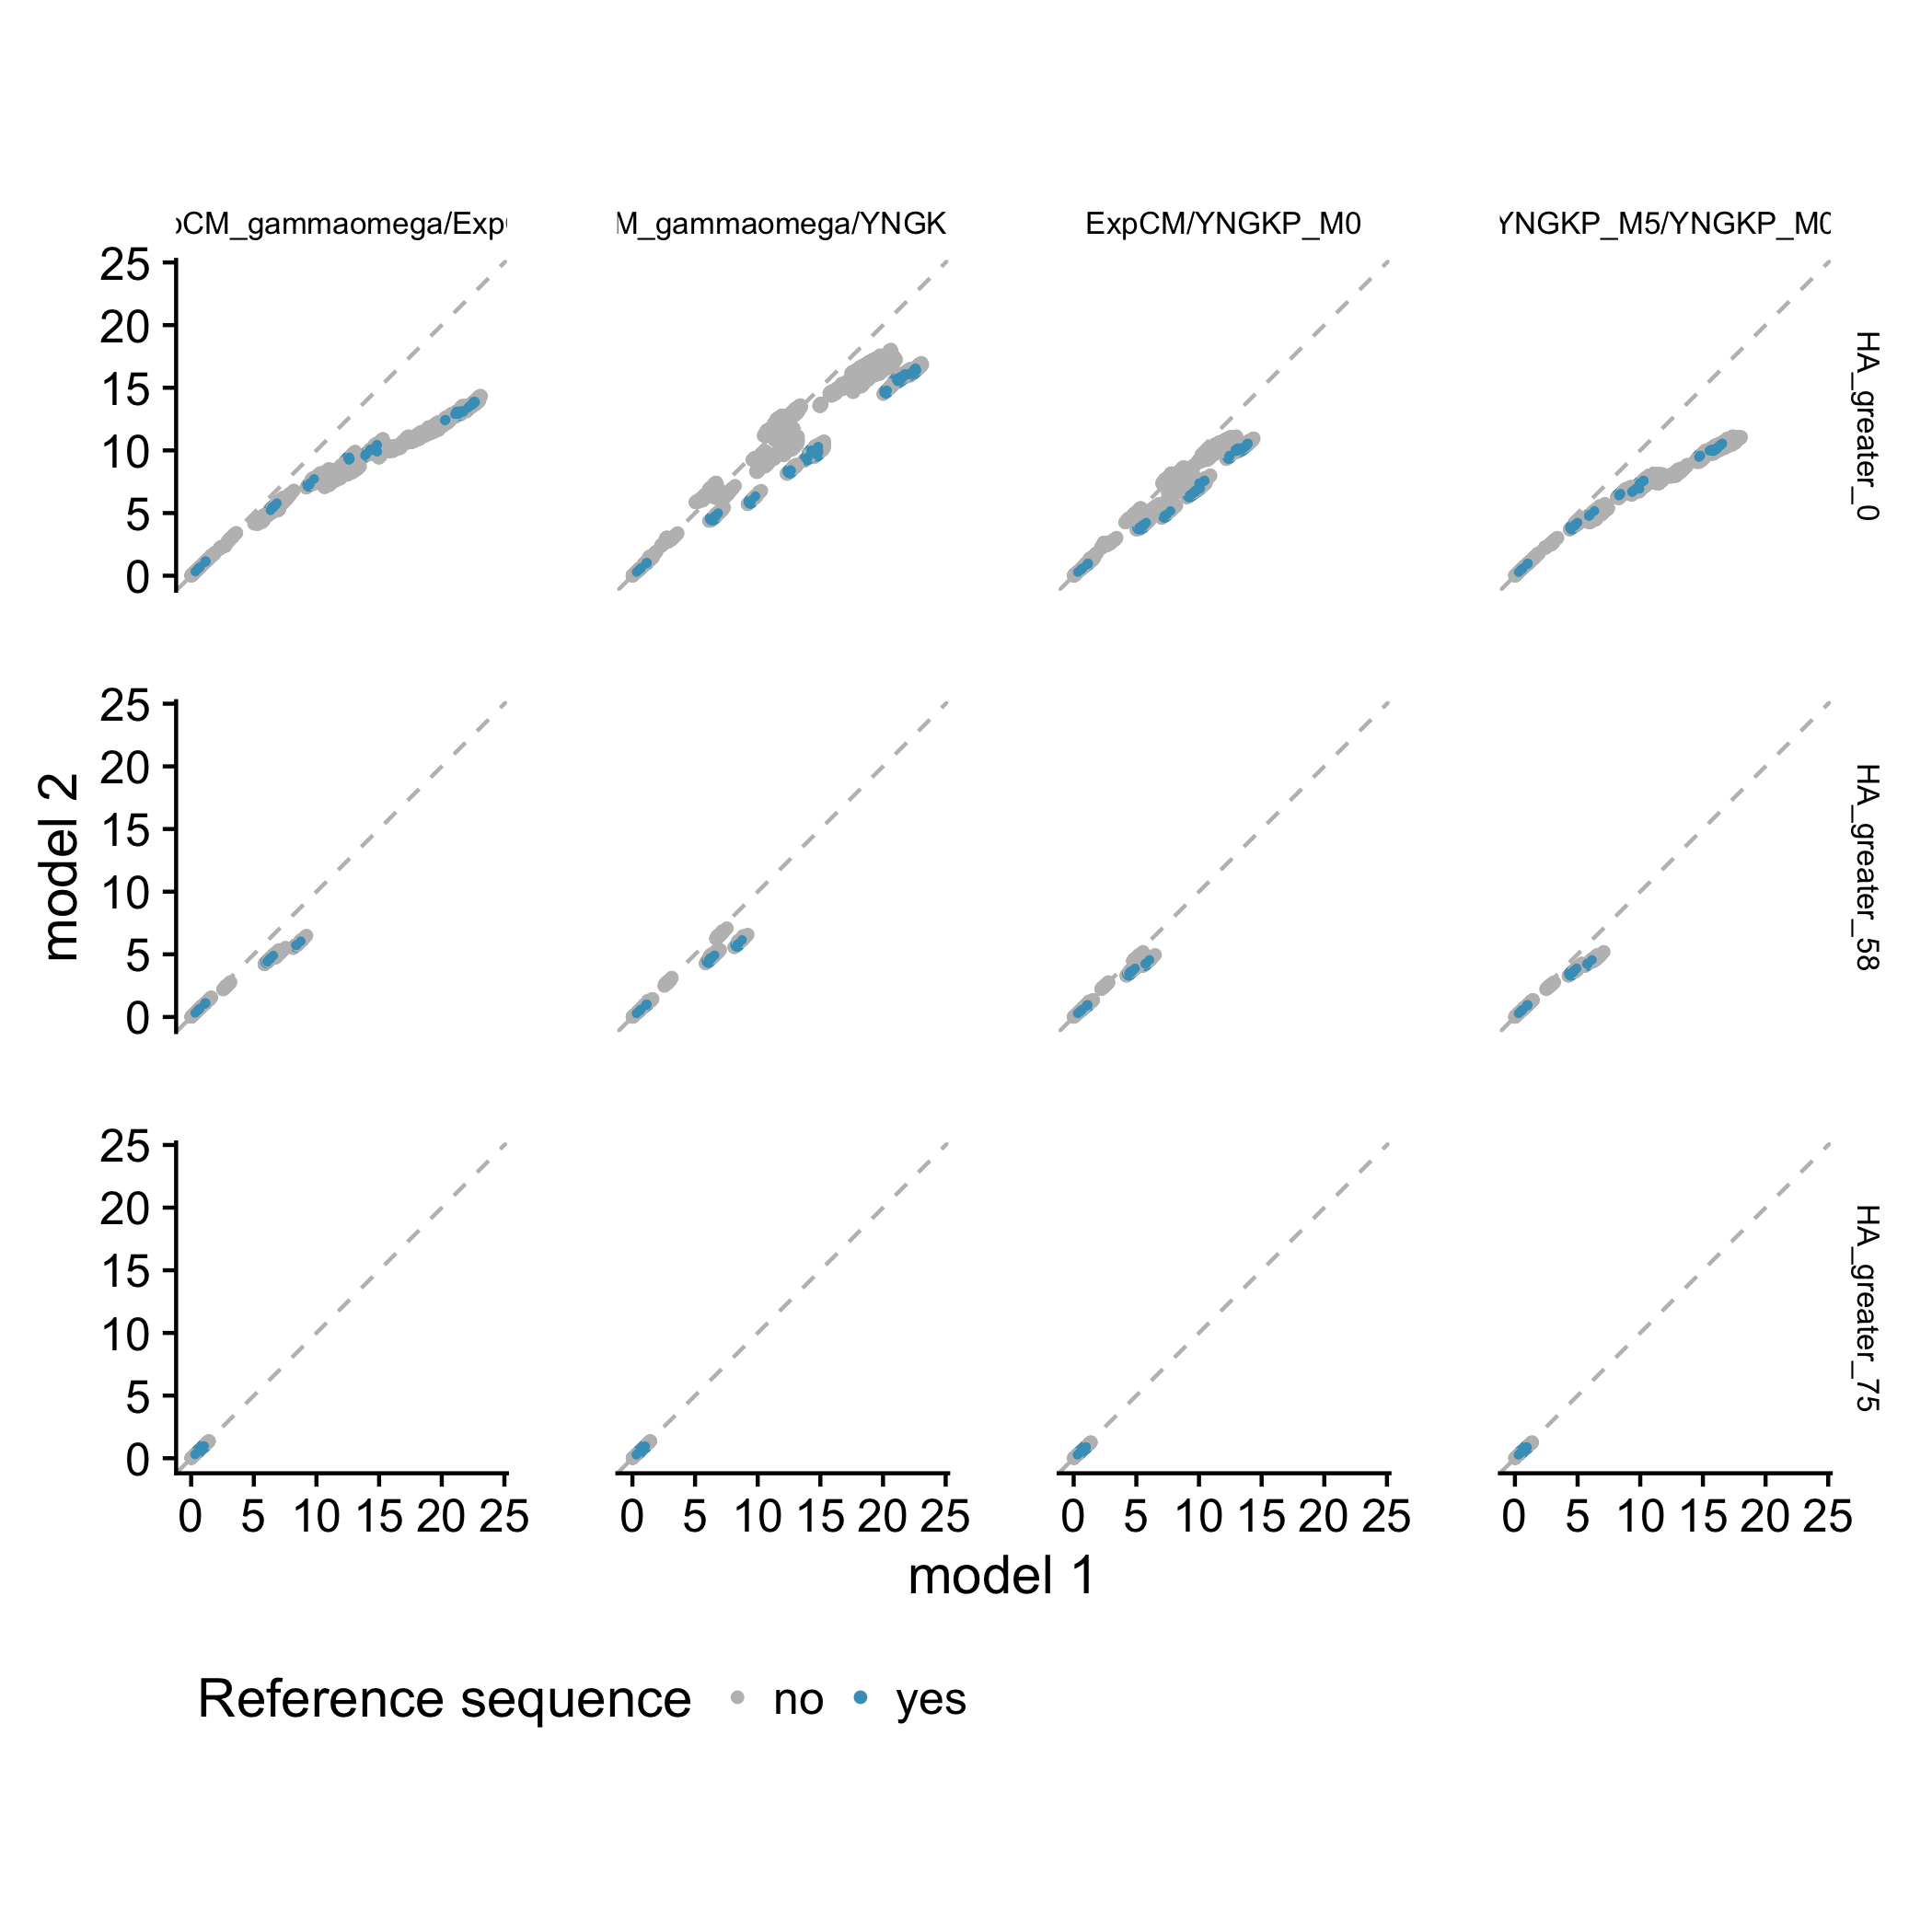 pCM_gammaomega/Exp
M_gammaomega/YNGK
ExpCM/YNGKP_M0
YNGKP_M5/YNGKP_M0
25
20
15
10
5
0
HA_greater_0
25
20
15
10
5
0
HA_greater_58
model 2
25
20
15
10
5
0
HA_greater_75
0 5 10 15 20 25
0 5 10 15 20 25
0 5 10 15 20 25
0 5 10 15 20 25
model 1
Reference sequence no yes